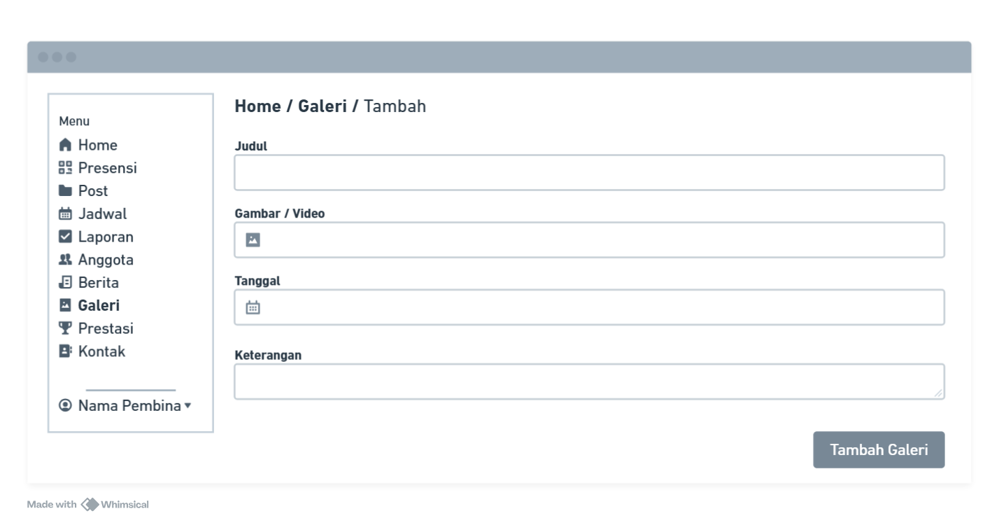 Menu
Home
Presensi
Post
Jadwal
Laporan
Anggota
Berita
Galeri
Prestasi
Kontak
Nama Pembina
Home / Galeri / Tambah
Judul
Gambar / Video
Tanggal
Keterangan
Tambah Galeri
Made with Whimsical